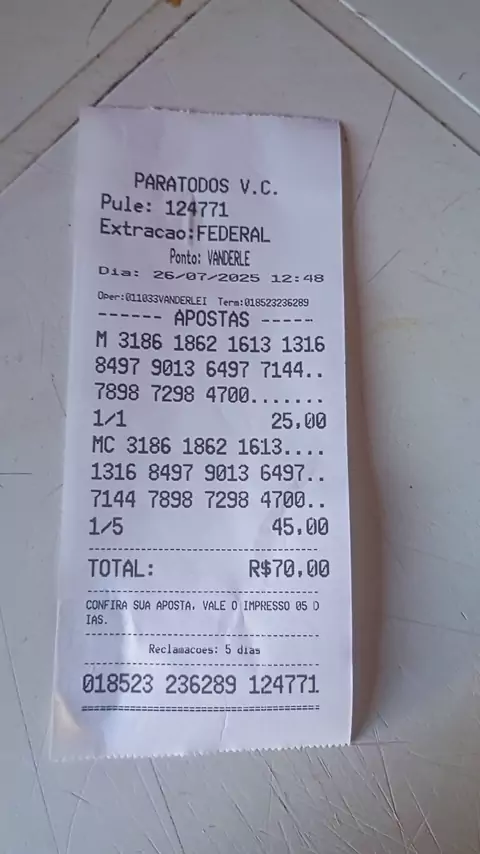 PARATODOS V.C.
Pule: 124771
Extracao:FEDERAL
Ponto: VANDERLE
Dia: 26/07/2025 12:48
Oper:011033VANDERLEI Term:018523236289
------ APOSTAS -----
M 3186 1862 1613 1316
8497 9013 6497 7144..
7898 7298 4700.......
1/1 25,00
MC 3186 1862 1613....
1316 8497 9013 6497..
7144 7898 7298 4700..
1/5 45,00
TOTAL: R$70,00
CONFIRA SUA APOSTA, VALE O IMPRESSO 05 D
IAS.
Reclamacoes: 5 dias
018523 236289 124771